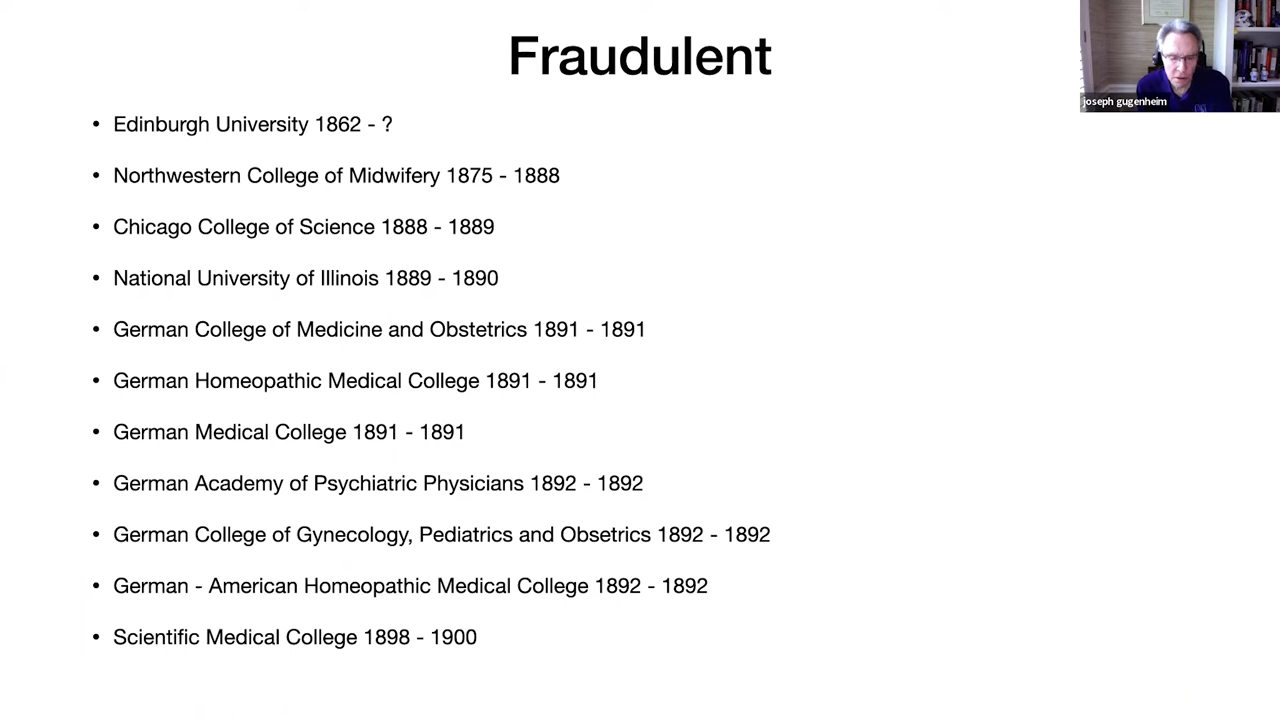 Fraudulent
joseph gugenheim
• Edinburgh University 1862 - ?
• Northwestern College of Midwifery 1875 - 1888
• Chicago College of Science 1888 - 1889
• National University of Illinois 1889 - 1890
• German College of Medicine and Obstetrics 1891 - 1891
• German Homeopathic Medical College 1891 - 1891
• German Medical College 1891 - 1891
• German Academy of Psychiatric Physicians 1892 - 1892
• German College of Gynecology, Pediatrics and Obsetrics 1892 - 1892
• German - American Homeopathic Medical College 1892 - 1892
• Scientific Medical College 1898 - 1900